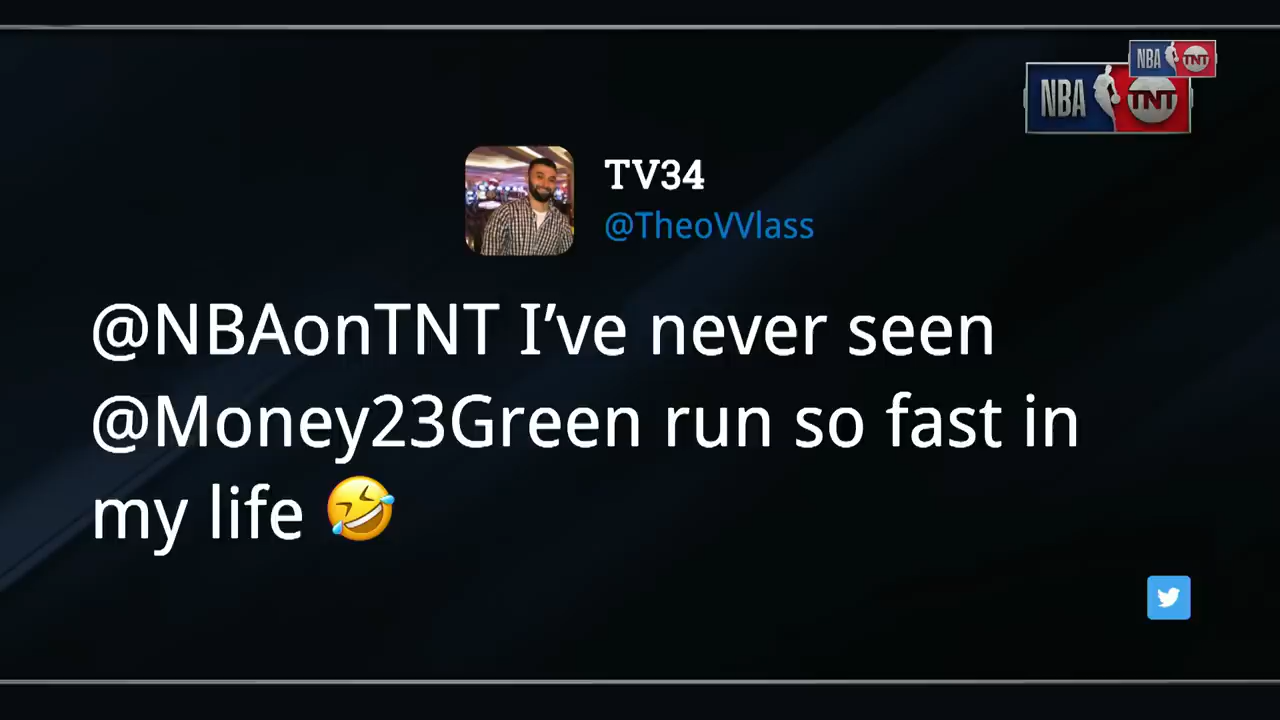 NBA TNT
NBA TNT
TV34
@TheoVVlass
@NBAonTNT I’ve never seen
@Money23Green run so fast in
my life 🤣